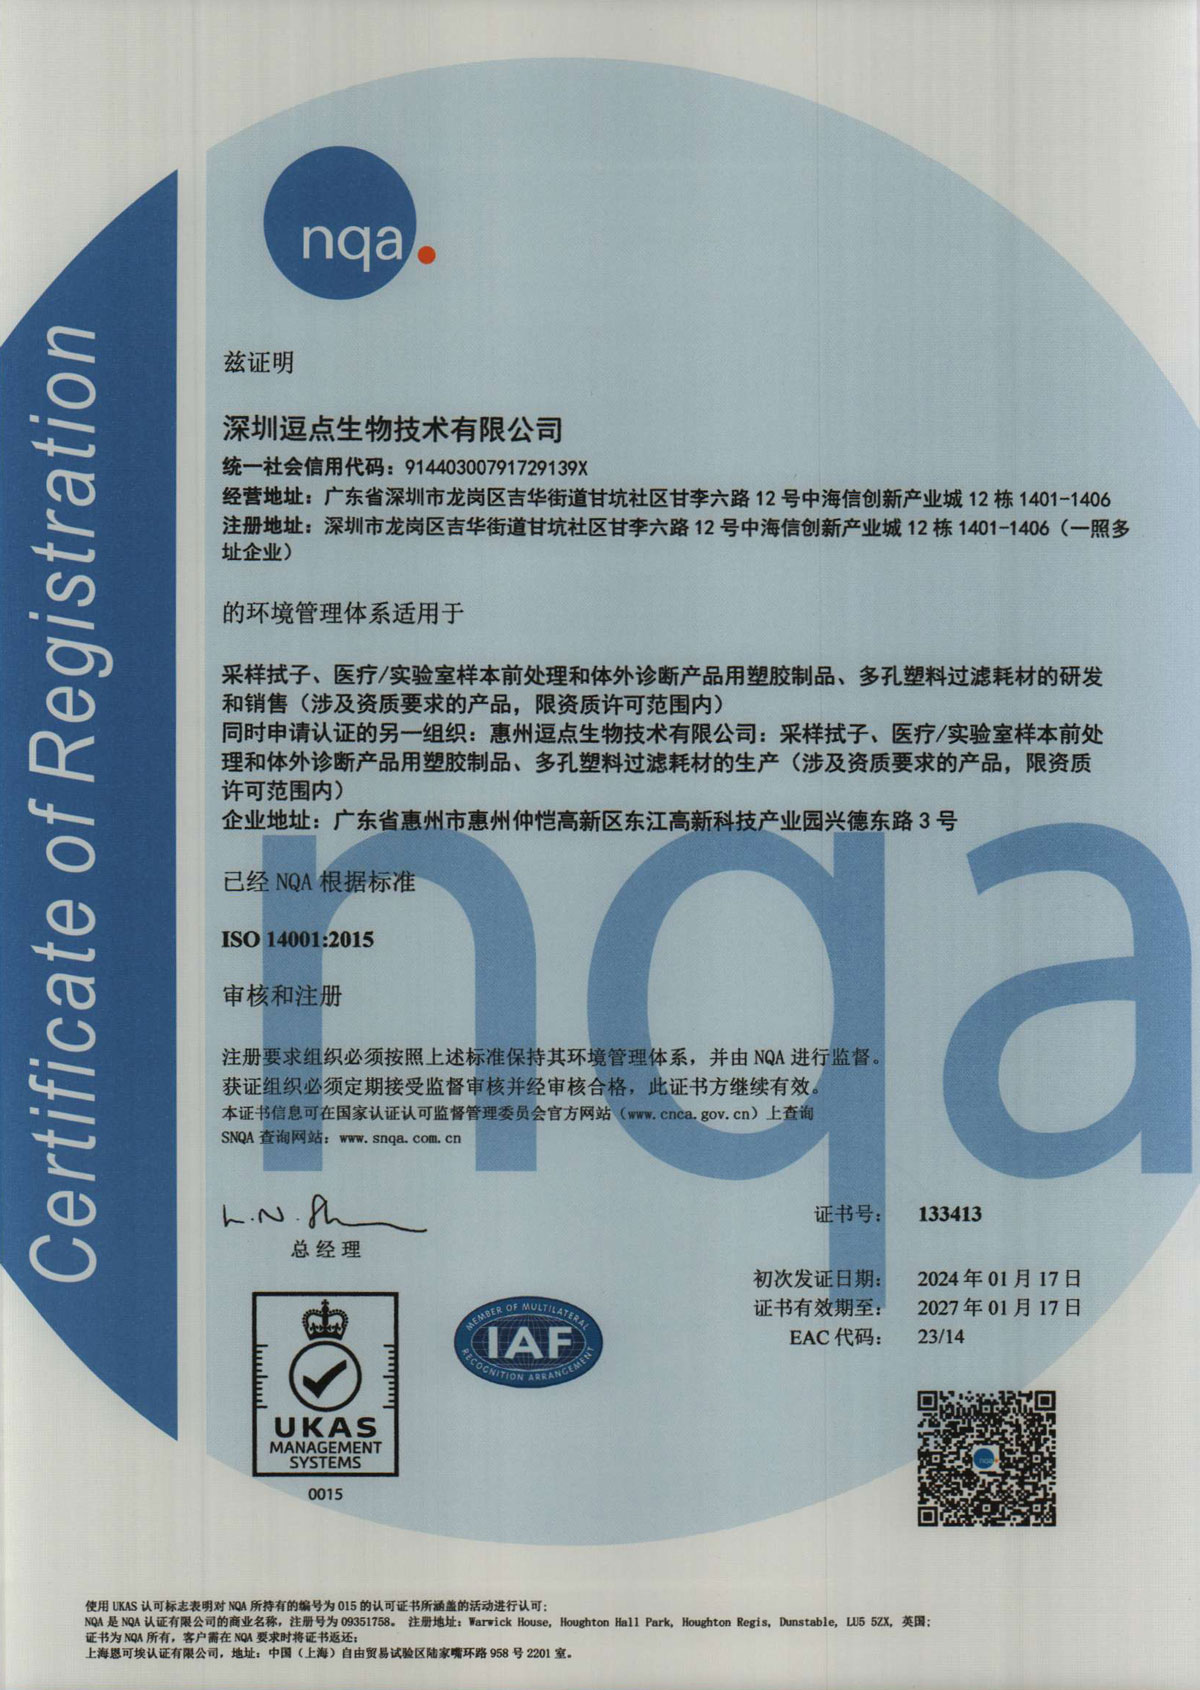 nqa.
Certificate of Registration
兹证明
深圳逗点生物技术有限公司
统一社会信用代码：91440300791729139X
经营地址：广东省深圳市龙岗区吉华街道甘坑社区甘李六路 12 号中海信创新产业城 12 栋 1401-1406
注册地址：深圳市龙岗区吉华街道甘坑社区甘李六路 12 号中海信创新产业城 12 栋 1401-1406（一照多
址企业）
的环境管理体系适用于
采样拭子、医疗/实验室样本前处理和体外诊断产品用塑胶制品、多孔塑料过滤耗材的研发
和销售（涉及资质要求的产品，限资质许可范围内）
同时申请认证的另一组织：惠州逗点生物技术有限公司：采样拭子、医疗/实验室样本前处
理和体外诊断产品用塑胶制品、多孔塑料过滤耗材的生产（涉及资质要求的产品，限资质
许可范围内）
企业地址：广东省惠州市惠州仲恺高新区东江高新科技产业园兴德东路 3 号
nqa
已经 NQA 根据标准
ISO 14001:2015
审核和注册
注册要求组织必须按照上述标准保持其环境管理体系，并由 NQA 进行监督。
获证组织必须定期接受监督审核并经审核合格，此证书方继续有效。
本证书信息可在国家认证认可监督管理委员会官方网站（www.cnca.gov.cn）上查询
SNQA 查询网站：www.snqa.com.cn
总经理
证书号： 133413
初次发证日期： 2024 年 01 月 17 日
证书有效期至： 2027 年 01 月 17 日
EAC 代码： 23/14
UKAS
MANAGEMENT
SYSTEMS
0015
MEMBER OF MULTILATERAL
IAF
RECOGNITION ARRANGEMENT
nqa
使用 UKAS 认可标志表明对 NQA 所持有的编号为 015 的认可证书所涵盖的活动进行认可；
NQA 是 NQA 认证有限公司的商业名称，注册号为 09351758。 注册地址：Warwick House, Houghton Hall Park, Houghton Regis, Dunstable, LU5 5ZX, 英国；
证书为 NQA 所有，客户需在 NQA 要求时将证书返还；
上海恩可埃认证有限公司，地址：中国（上海）自由贸易试验区陆家嘴环路 958 号 2201 室。